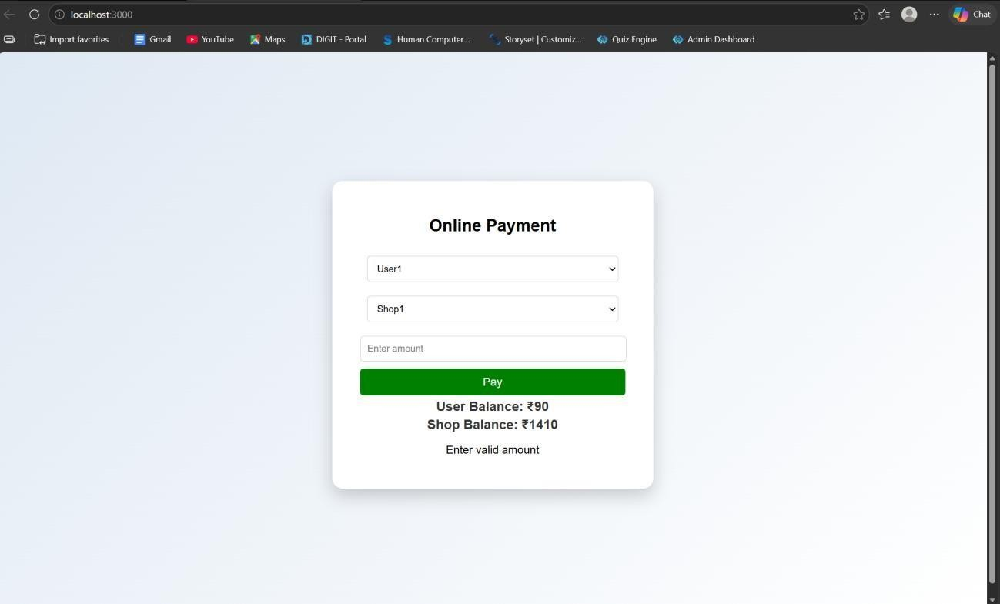 localhost:3000
Chat
Import favorites Gmail YouTube Maps DIGIT - Portal Human Computer... Storyset | Customiz... Quiz Engine Admin Dashboard
Online Payment
User1
Shop1
Enter amount
Pay
User Balance: ₹90
Shop Balance: ₹1410
Enter valid amount